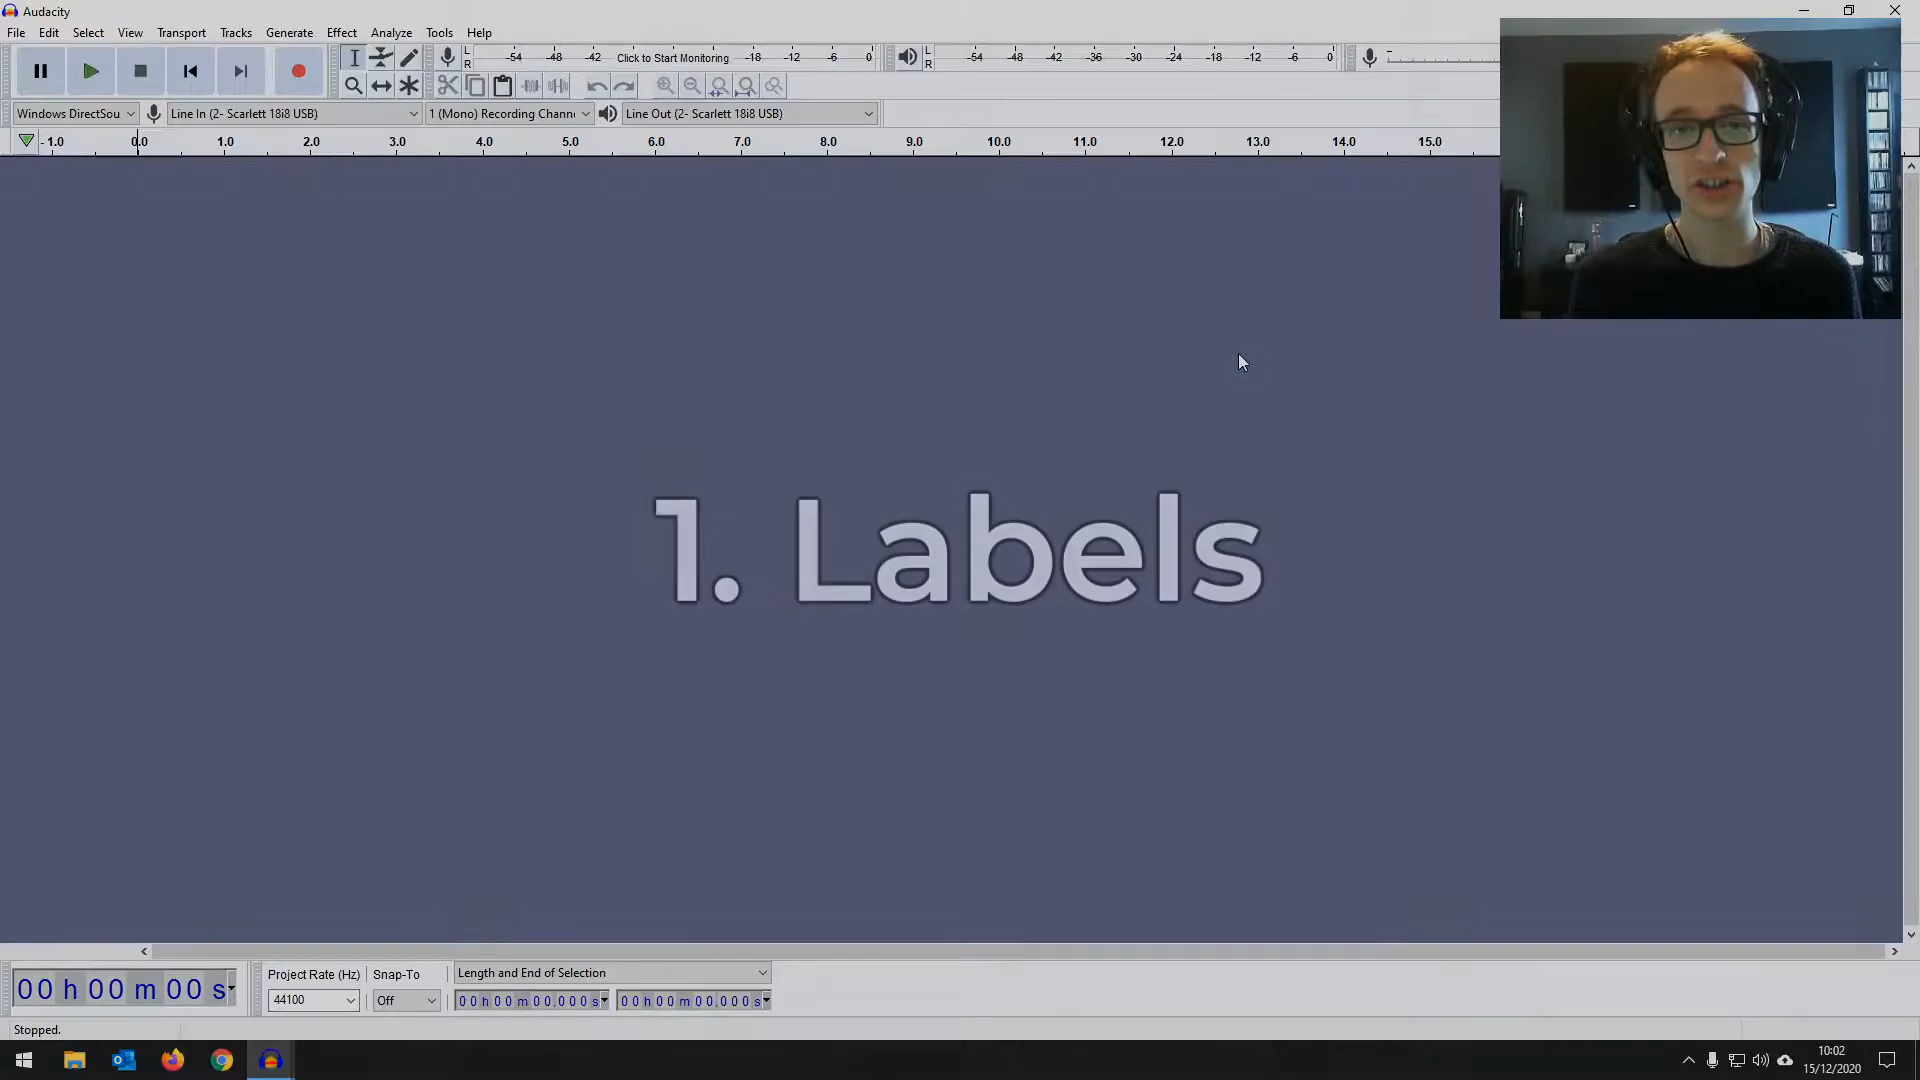 Audacity
File Edit Select View Transport Tracks Generate Effect Analyze Tools Help
L -54 -48 -42 Click to Start Monitoring -18 -12 -6 0 L -54 -48 -42 -36 -30 -24 -18 -12 -6 0
R R
Windows DirectSou Line In (2- Scarlett 18i8 USB) 1 (Mono) Recording Chann Line Out (2- Scarlett 18i8 USB)
-1.0 0.0 1.0 2.0 3.0 4.0 5.0 6.0 7.0 8.0 9.0 10.0 11.0 12.0 13.0 14.0 15.0
1. Labels
Project Rate (Hz) Snap-To Length and End of Selection
00 h 00 m 00 s 44100 Off 00 h 00 m 00.000 s 00 h 00 m 00.000 s
Stopped.
10:02
15/12/2020